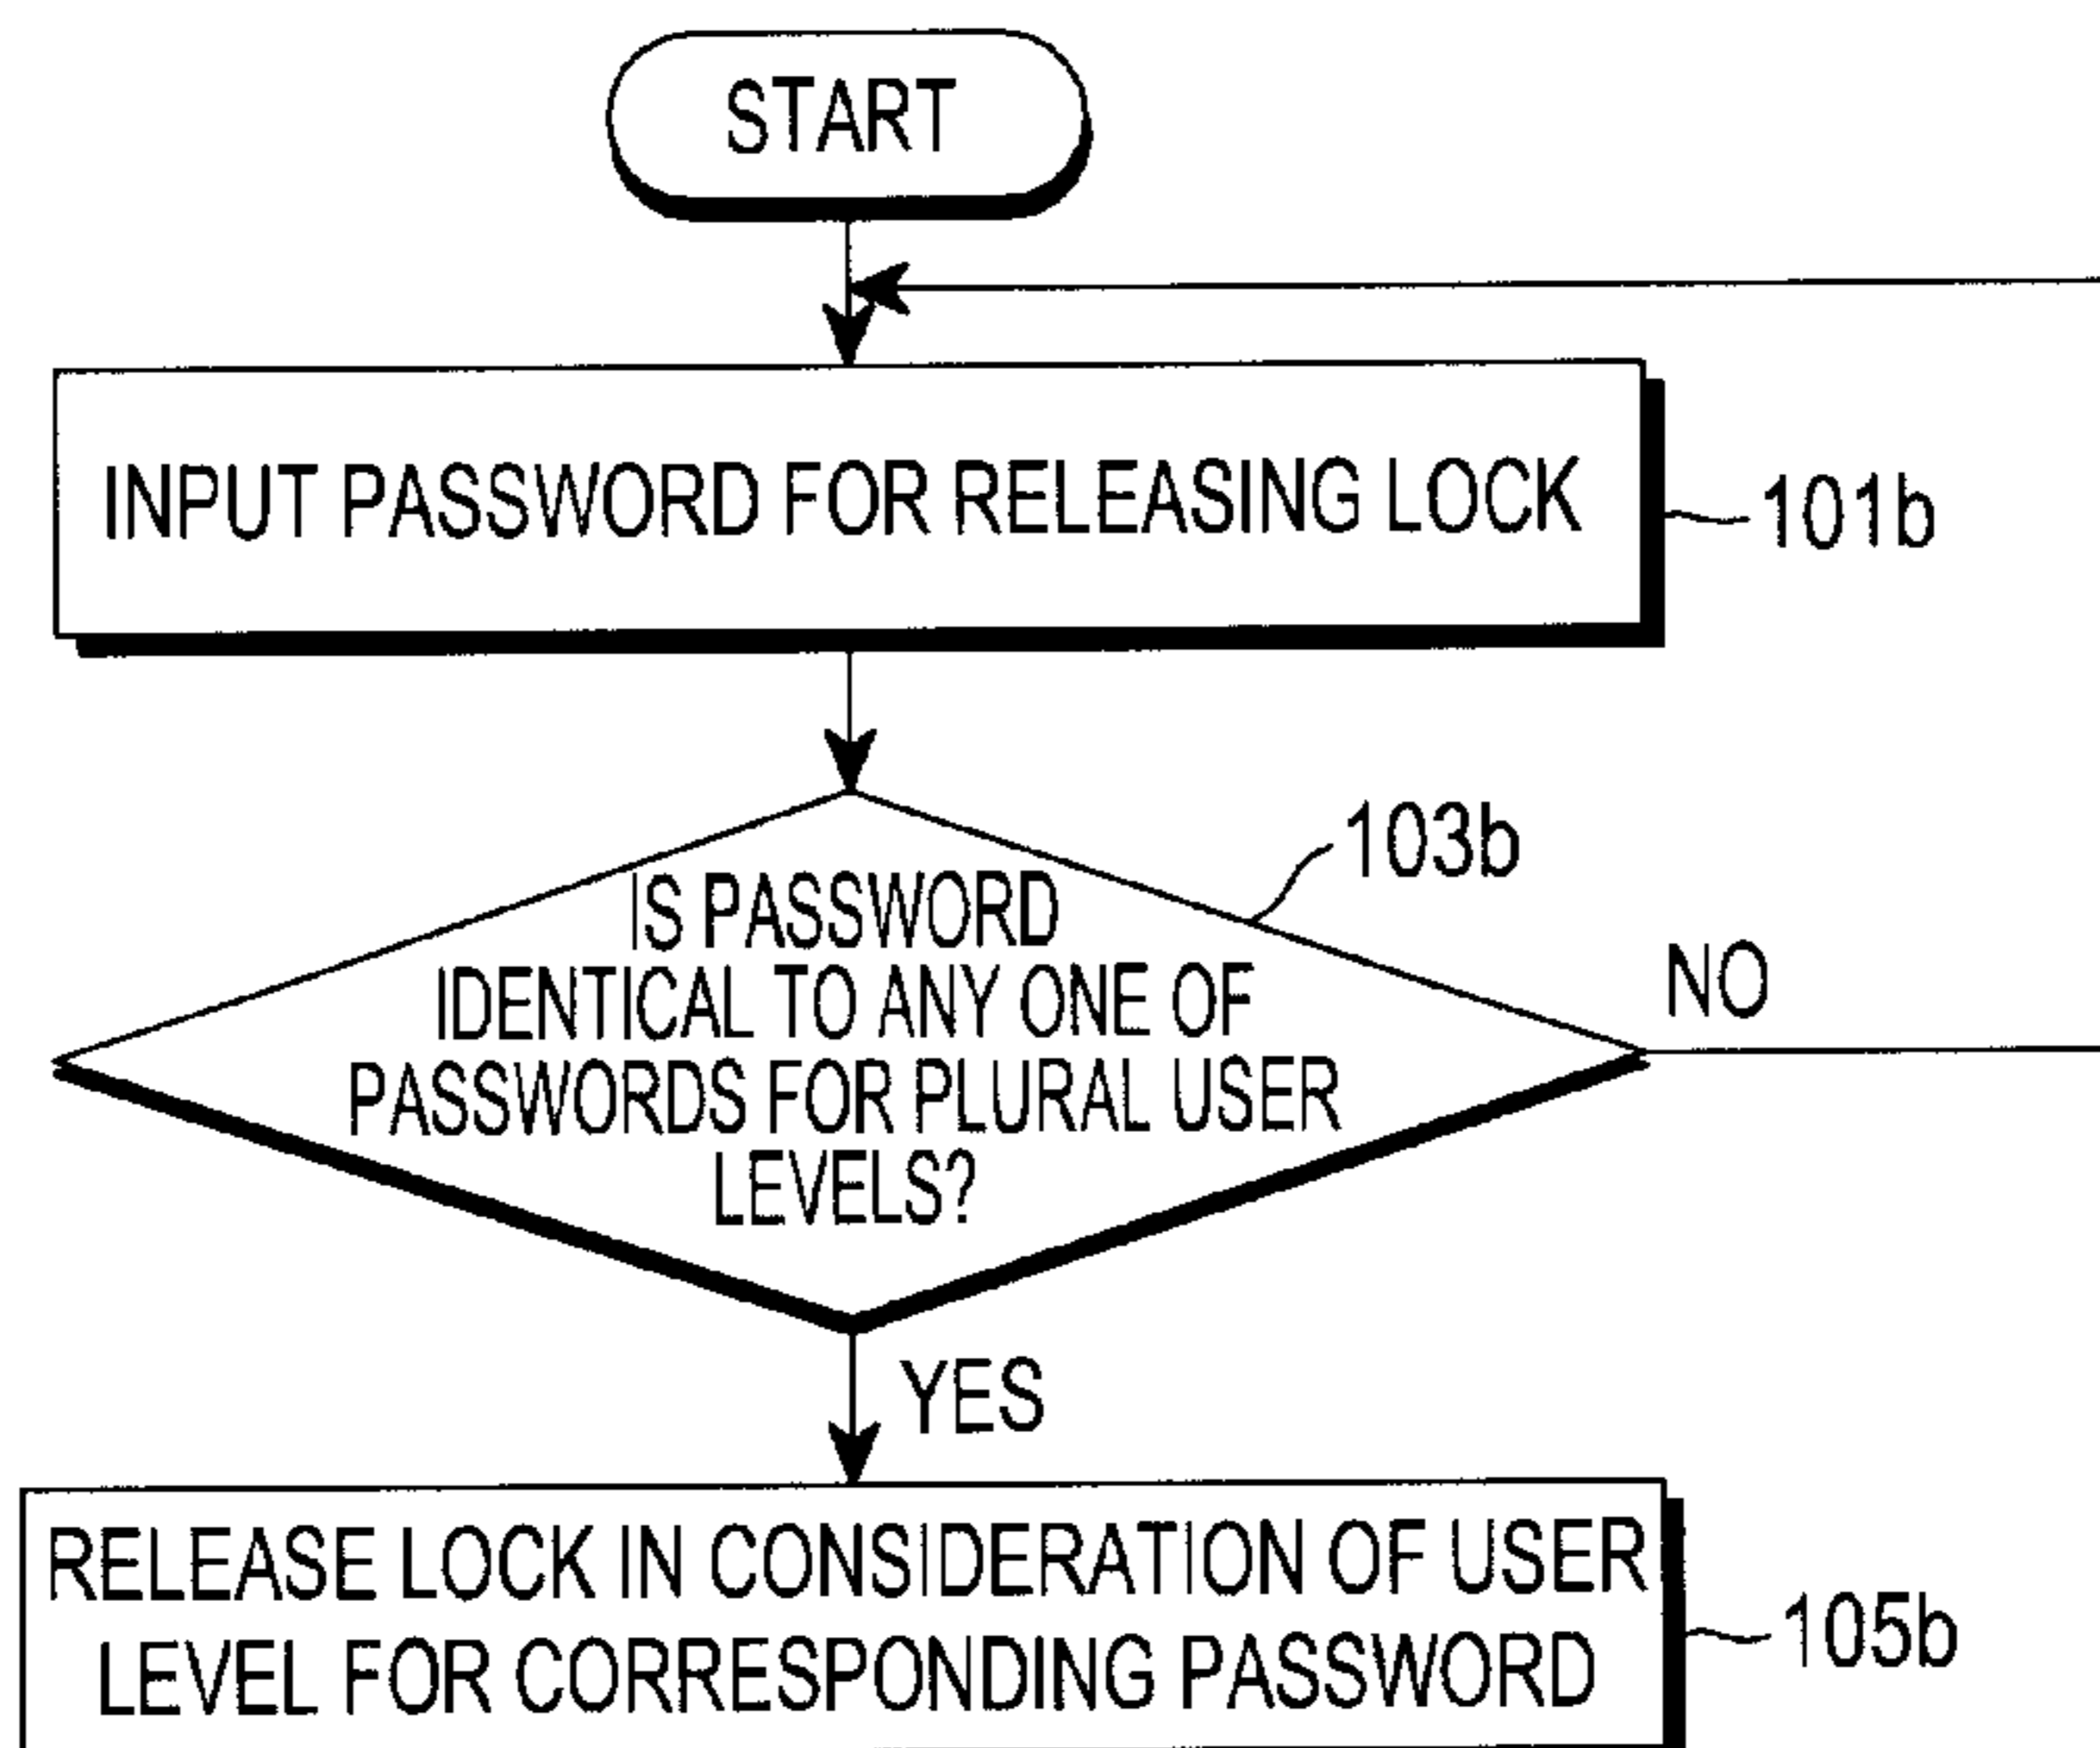 START
INPUT PASSWORD FOR RELEASING LOCK
101b
103b
IS PASSWORD
IDENTICAL TO ANY ONE OF
PASSWORDS FOR PLURAL USER
LEVELS?
NO
YES
RELEASE LOCK IN CONSIDERATION OF USER
LEVEL FOR CORRESPONDING PASSWORD
105b